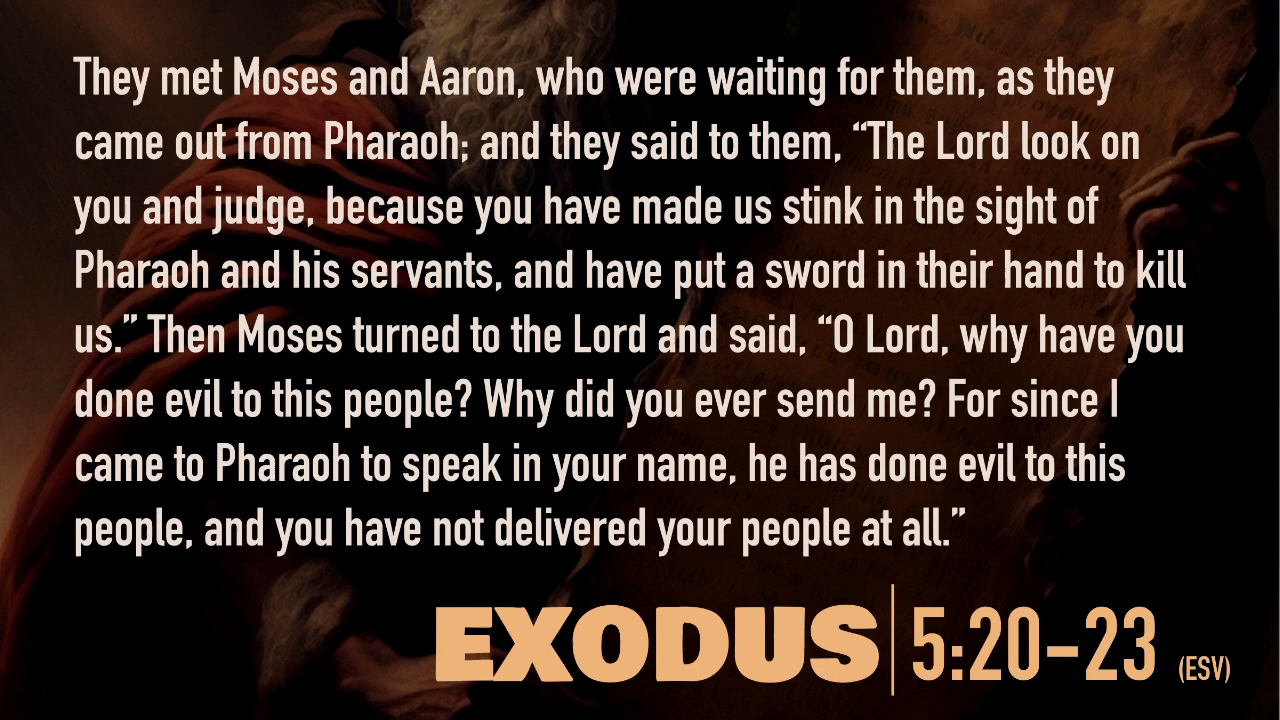 They met Moses and Aaron, who were waiting for them, as they
came out from Pharaoh; and they said to them, “The Lord look on
you and judge, because you have made us stink in the sight of
Pharaoh and his servants, and have put a sword in their hand to kill
us.” Then Moses turned to the Lord and said, “O Lord, why have you
done evil to this people? Why did you ever send me? For since I
came to Pharaoh to speak in your name, he has done evil to this
people, and you have not delivered your people at all.”
EXODUS | 5:20–23 (ESV)